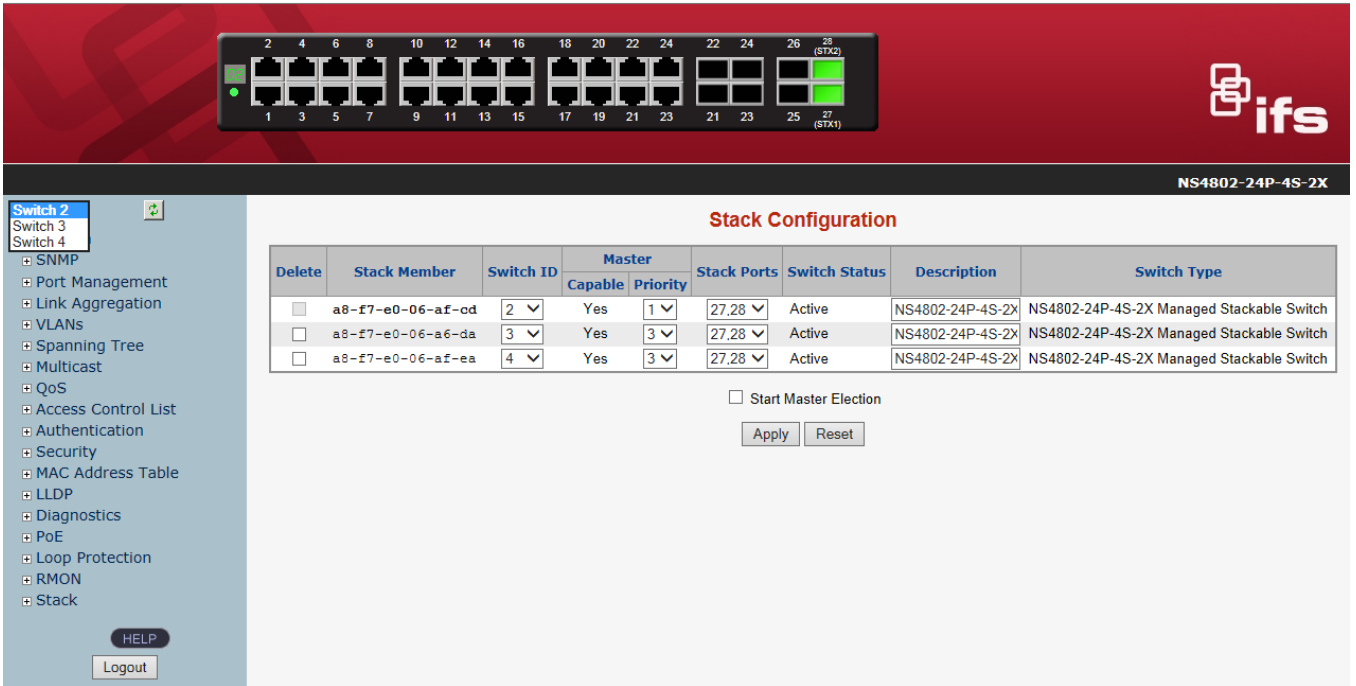 2 4 6 8 10 12 14 16 18 20 22 24 22 24 26 28
(STX2)
1 3 5 7 9 11 13 15 17 19 21 23 21 23 25 27
(STX1)
ifs
NS4802-24P-4S-2X
Switch 2
Switch 3
Switch 4
SNMP
Port Management
Link Aggregation
VLANs
Spanning Tree
Multicast
QoS
Access Control List
Authentication
Security
MAC Address Table
LLDP
Diagnostics
PoE
Loop Protection
RMON
Stack
HELP
Logout
Stack Configuration
Delete Stack Member Switch ID Master Stack Ports Switch Status Description Switch Type
Capable Priority
a8-f7-e0-06-af-cd 2 Yes 1 27,28 Active NS4802-24P-4S-2X NS4802-24P-4S-2X Managed Stackable Switch
a8-f7-e0-06-a6-da 3 Yes 3 27,28 Active NS4802-24P-4S-2X NS4802-24P-4S-2X Managed Stackable Switch
a8-f7-e0-06-af-ea 4 Yes 3 27,28 Active NS4802-24P-4S-2X NS4802-24P-4S-2X Managed Stackable Switch
Start Master Election
Apply Reset